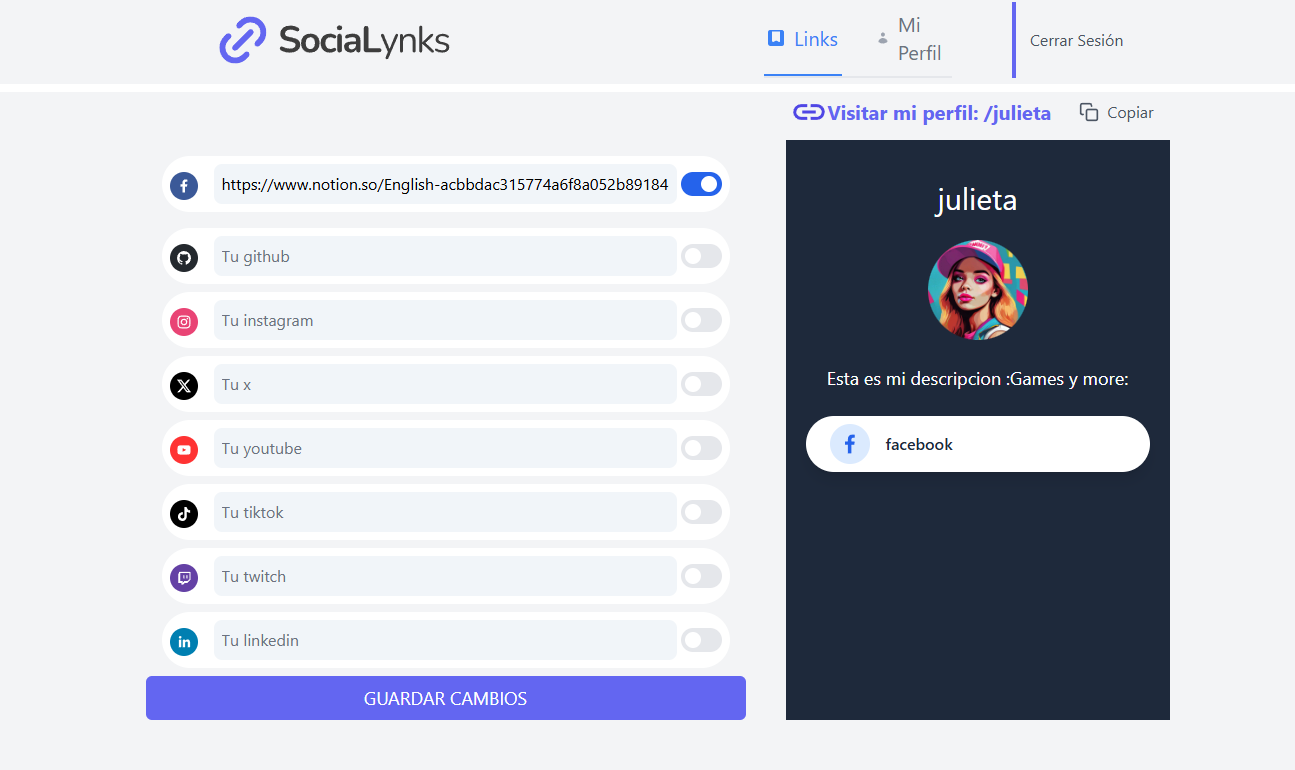 SociaLynks
Links
Mi
Perfil
Cerrar Sesión
Visitar mi perfil: /julieta
Copiar
https://www.notion.so/English-acbbdac315774a6f8a052b89184
Tu github
Tu instagram
Tu x
Tu youtube
Tu tiktok
Tu twitch
Tu linkedin
GUARDAR CAMBIOS
julieta
Esta es mi descripcion :Games y more:
facebook